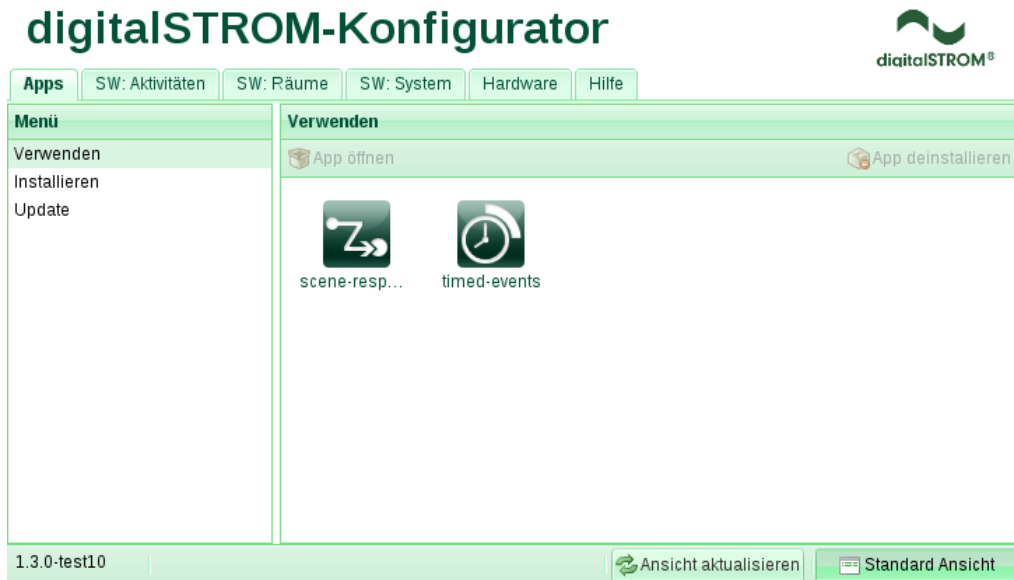 digitalSTROM-Konfigurator
digitalSTROM®
Apps SW: Aktivitäten SW: Räume SW: System Hardware Hilfe
Menü
Verwenden
Installieren
Update
Verwenden
App öffnen App deinstallieren
scene-resp... timed-events
1.3.0-test10 Ansicht aktualisieren Standard Ansicht